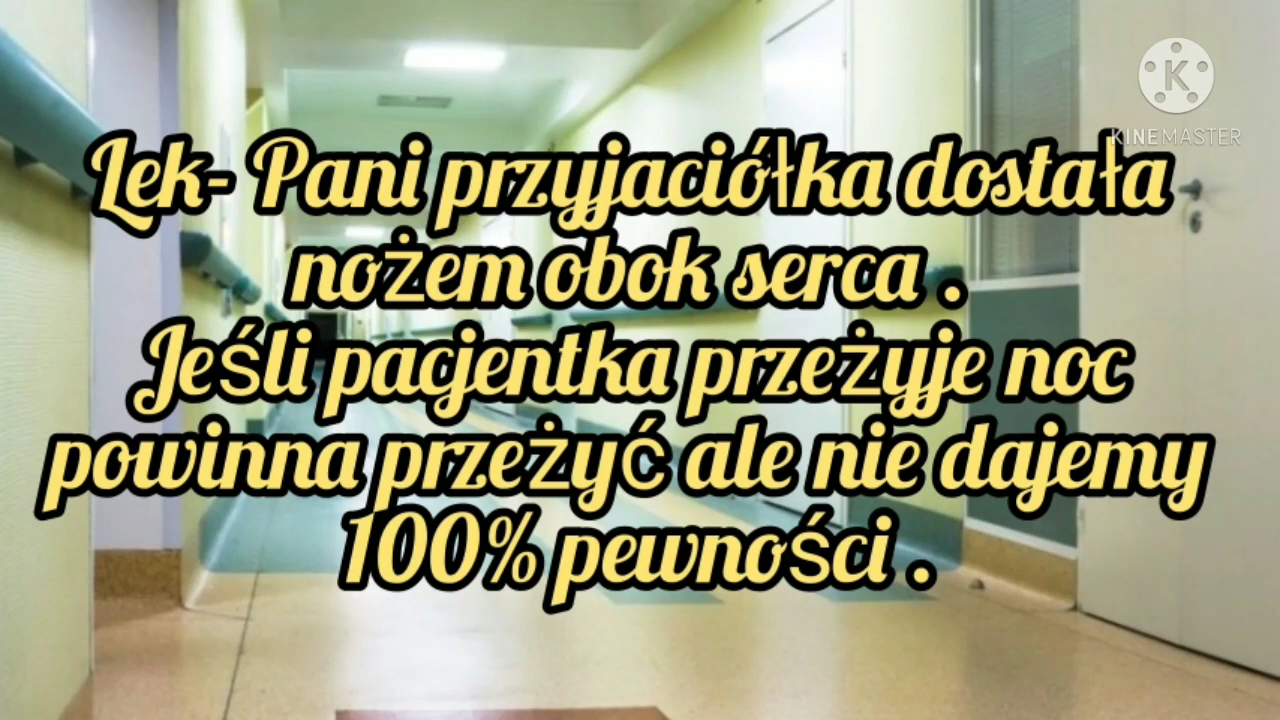 KINEMASTER
Lek- Pani przyjaciółka dostała
nożem obok serca .
Jeśli pacjentka przeżyje noc
powinna przeżyć ale nie dajemy
100% pewności .